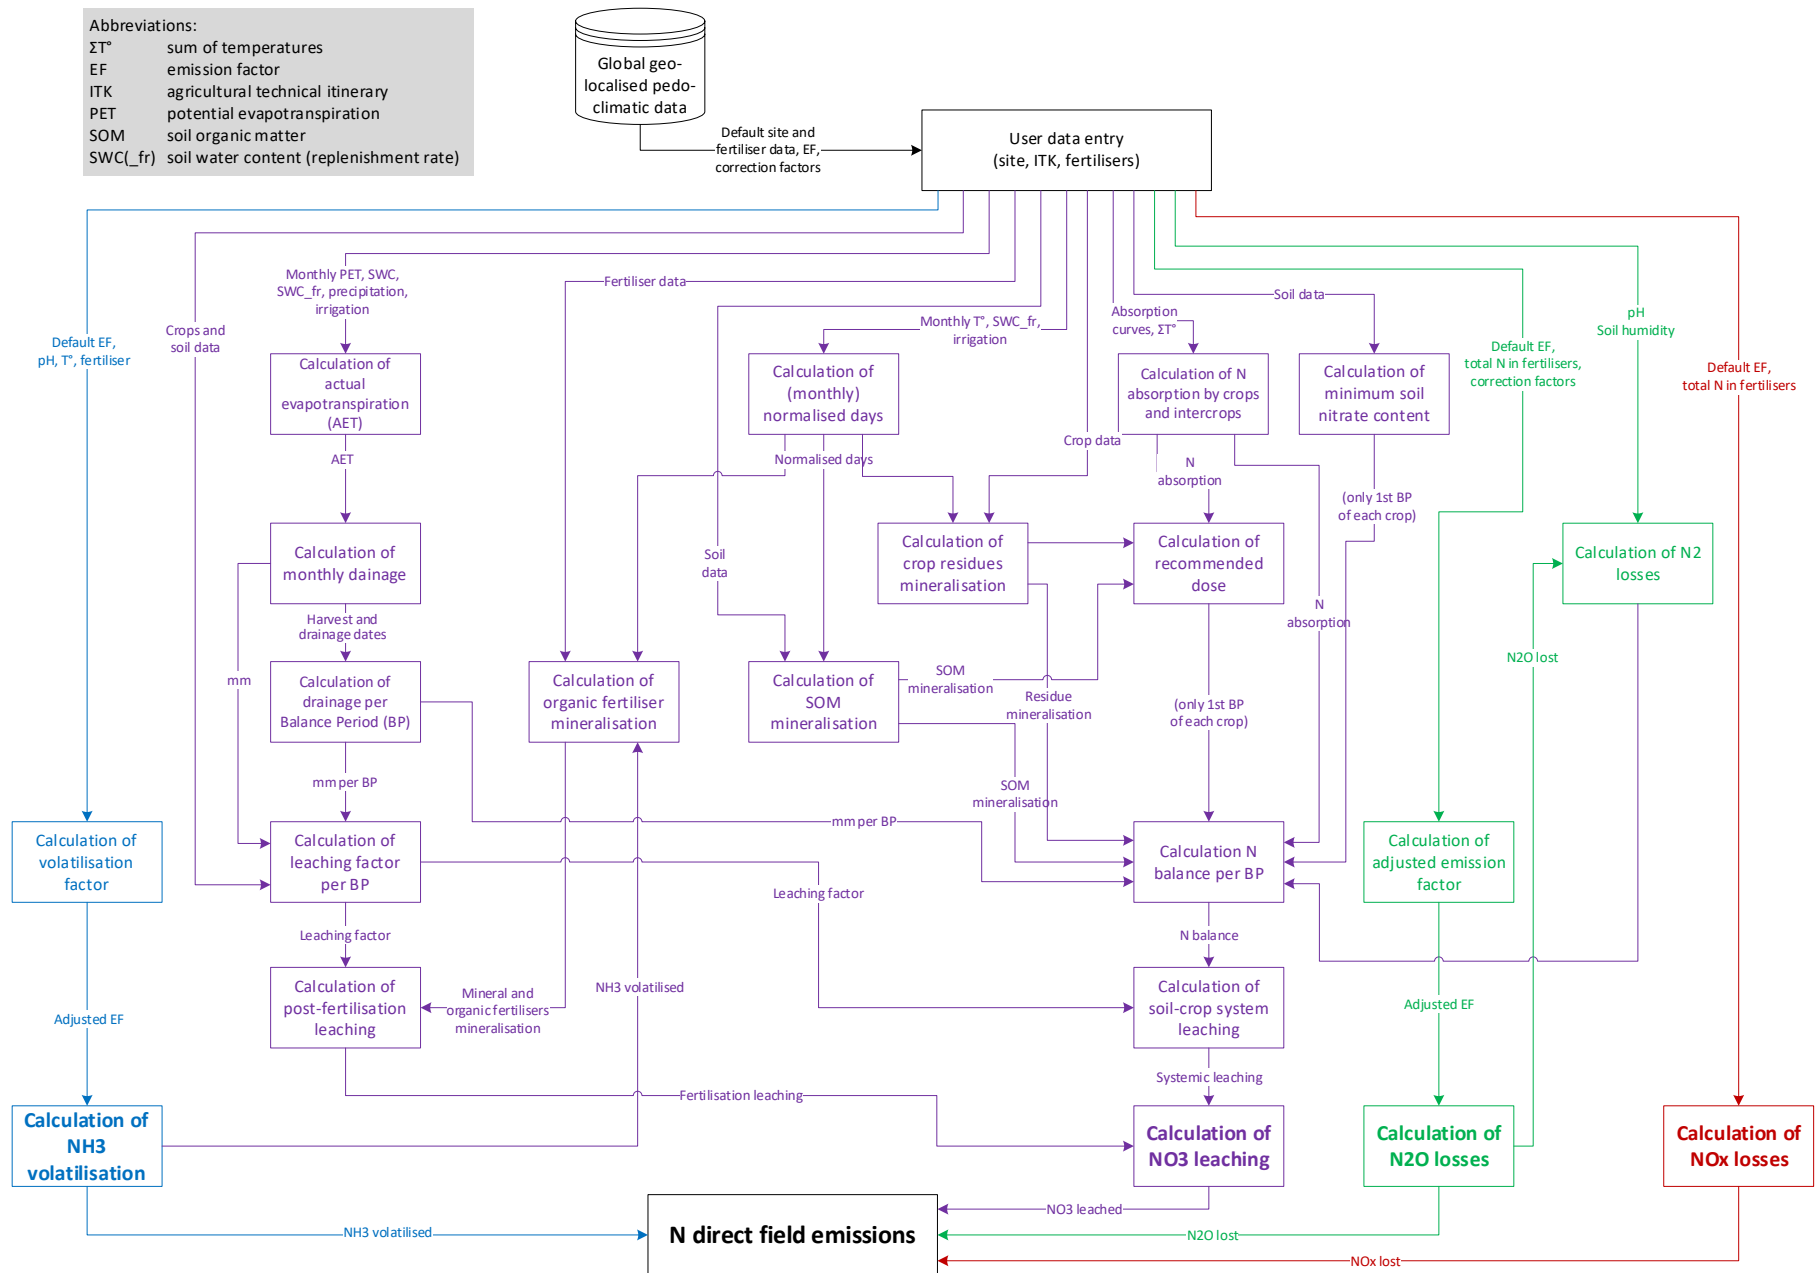 Abbreviations:
ΣT° sum of temperatures
EF emission factor
ITK agricultural technical itinerary
PET potential evapotranspiration
SOM soil organic matter
SWC(_fr) soil water content (replenishment rate)
Global geo-
localised pedo-
climatic data
Default site and
fertiliser data, EF,
correction factors
User data entry
(site, ITK, fertilisers)
Default EF,
pH, T°, fertiliser
Crops and
soil data
Monthly PET, SWC,
SWC_fr, precipitation,
irrigation
Fertiliser data
Monthly T°, SWC_fr,
irrigation
Absorption
curves, ΣT°
Soil data
Default EF,
total N in fertilisers,
correction factors
pH
Soil humidity
Default EF,
total N in fertilisers
Calculation of
actual
evapotranspiration
(AET)
Calculation of
(monthly)
normalised days
Calculation of N
absorption by crops
and intercrops
Calculation of
minimum soil
nitrate content
AET
Normalised days
Crop data
N
absorption
(only 1st BP
of each crop)
Calculation of
monthly dainage
Soil
data
Calculation of
crop residues
mineralisation
Calculation of
recommended
dose
Calculation of N2
losses
Harvest and
drainage dates
N
absorption
mm
Calculation of
drainage per
Balance Period (BP)
Calculation of
organic fertiliser
mineralisation
Calculation of
SOM
mineralisation
SOM
mineralisation
Residue
mineralisation
(only 1st BP
of each crop)
N2O lost
mm per BP
SOM
mineralisation
mm per BP
Calculation of
volatilisation
factor
Calculation of
leaching factor
per BP
Calculation N
balance per BP
Calculation of
adjusted emission
factor
Leaching factor
Leaching factor
N balance
Calculation of
post-fertilisation
leaching
Mineral and
organic fertilisers
mineralisation
NH3 volatilised
Calculation of
soil-crop system
leaching
Adjusted EF
Adjusted EF
Systemic leaching
Fertilisation leaching
Calculation of
NH3
volatilisation
Calculation of
NO3 leaching
Calculation of
N2O losses
Calculation of
NOx losses
NO3 leached
NH3 volatilised
N direct field emissions
N2O lost
NOx lost